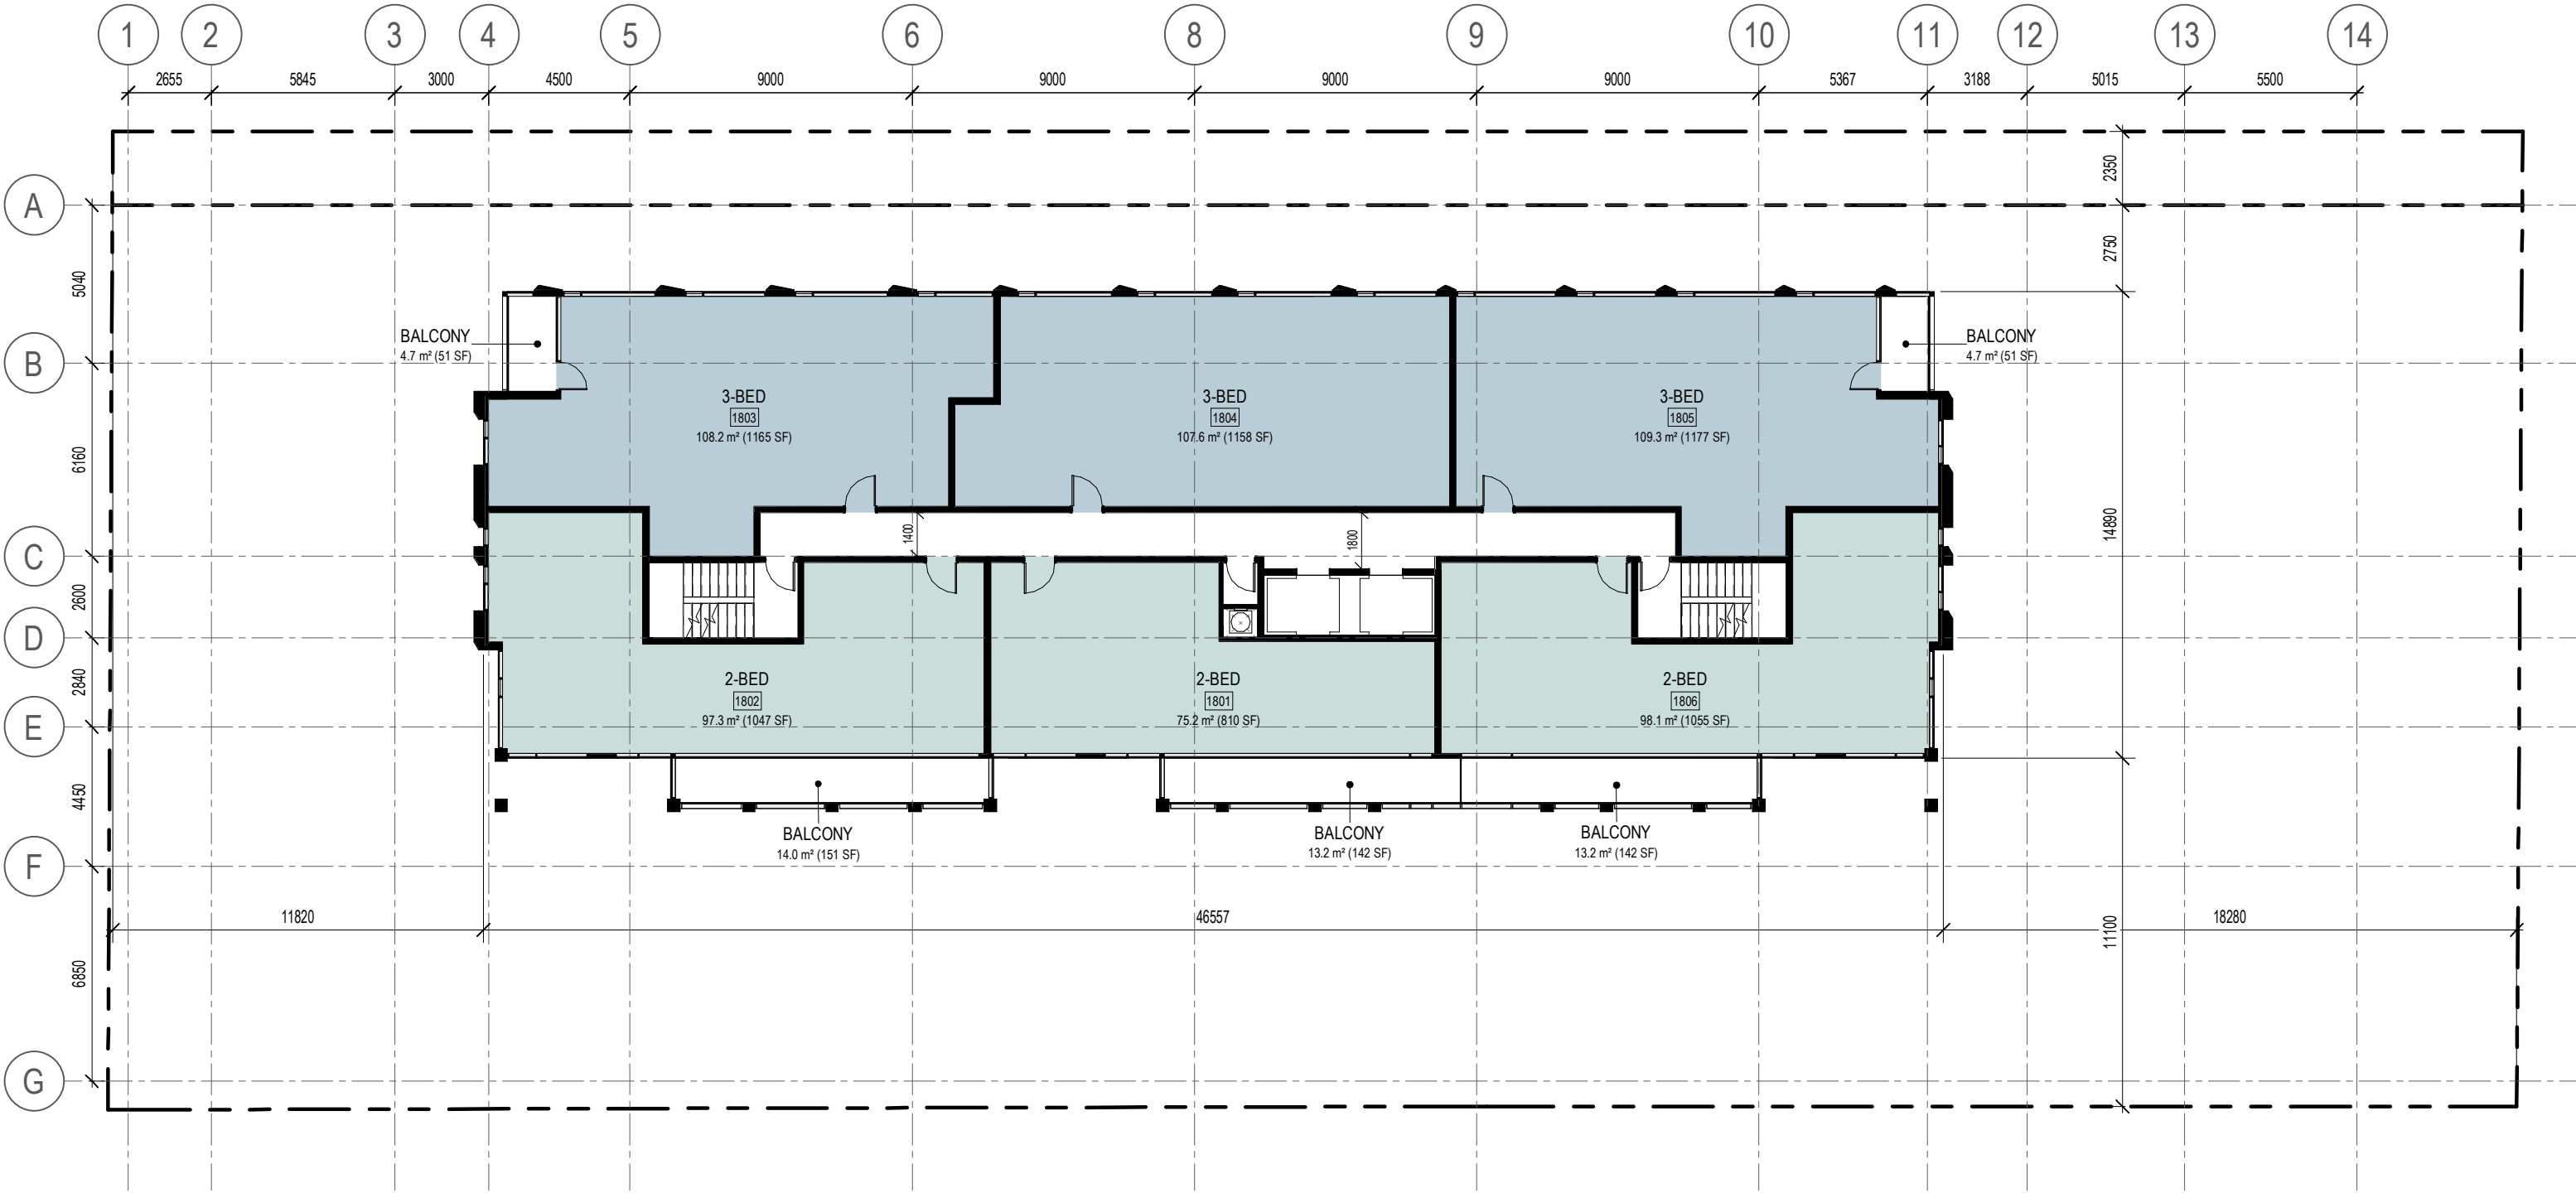 1 2 3 4 5 6 8 9 10 11 12 13 14
2655 5845 3000 4500 9000 9000 9000 9000 5367 3188 5015 5500
2350
A
2750
5040
BALCONY
4.7 m² (51 SF)
BALCONY
4.7 m² (51 SF)
B
3-BED
1803
108.2 m² (1165 SF)
3-BED
1804
107.6 m² (1158 SF)
3-BED
1805
109.3 m² (1177 SF)
6160
1400
1800
14890
C
2600
D
2840
2-BED
1802
97.3 m² (1047 SF)
2-BED
1801
75.2 m² (810 SF)
2-BED
1806
98.1 m² (1055 SF)
E
4450
BALCONY
14.0 m² (151 SF)
BALCONY
13.2 m² (142 SF)
BALCONY
13.2 m² (142 SF)
F
11820 46557 18280
11100
6850
G